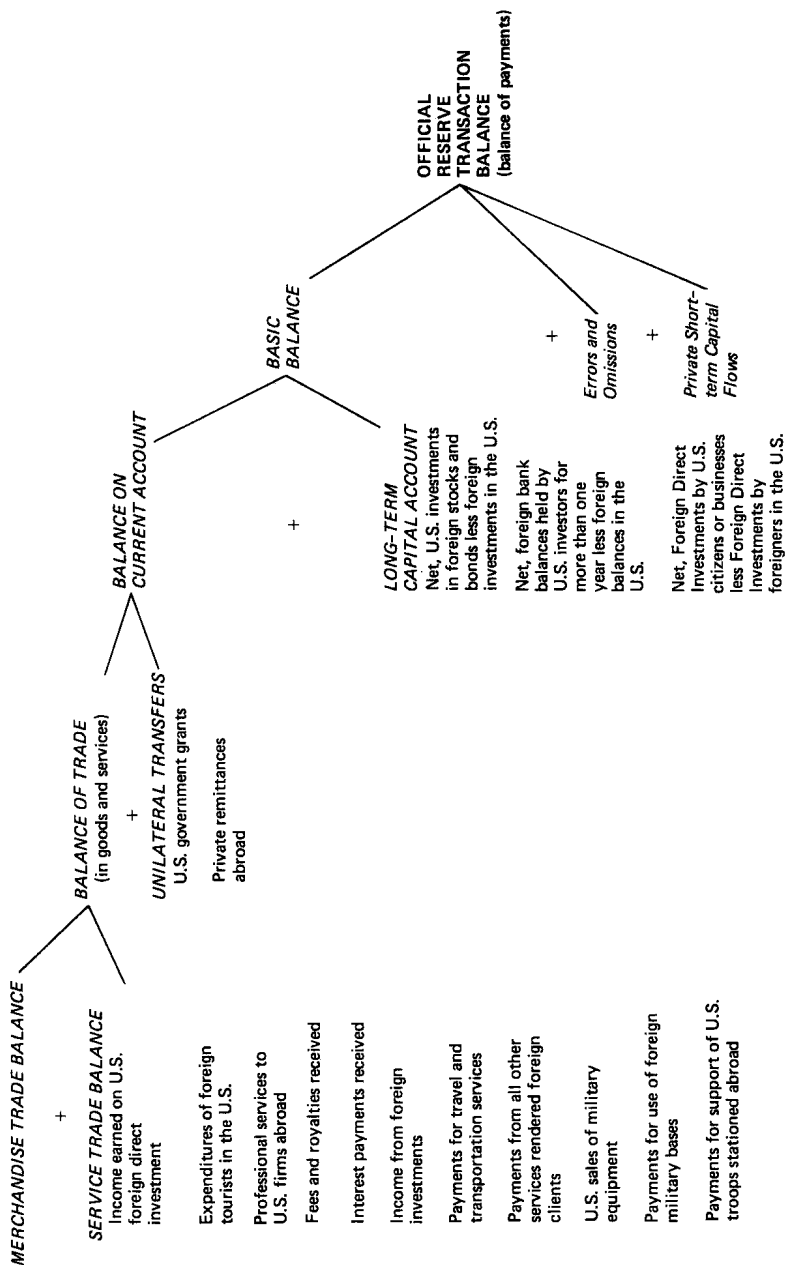 MERCHANDISE TRADE BALANCE
+
SERVICE TRADE BALANCE
Income earned on U.S.
foreign direct
investment
Expenditures of foreign
tourists in the U.S.
Professional services to
U.S. firms abroad
Fees and royalties received
Interest payments received
Income from foreign
investments
Payments for travel and
transportation services
Payments from all other
services rendered foreign
clients
U.S. sales of military
equipment
Payments for use of foreign
military bases
Payments for support of U.S.
troops stationed abroad
BALANCE OF TRADE
(in goods and services)
+
UNILATERAL TRANSFERS
U.S. government grants
Private remittances
abroad
BALANCE ON
CURRENT ACCOUNT
+
LONG-TERM
CAPITAL ACCOUNT
Net, U.S. investments
in foreign stocks and
bonds less foreign
investments in the U.S.
Net, foreign bank
balances held by
U.S. investors for
more than one
year less foreign
balances in the
U.S.
Net, Foreign Direct
Investments by U.S.
citizens or businesses
less Foreign Direct
Investments by
foreigners in the U.S.
BASIC
BALANCE
+
Errors and
Omissions
+
Private Short-
term Capital
Flows
OFFICIAL
RESERVE
TRANSACTION
BALANCE
(balance of payments)